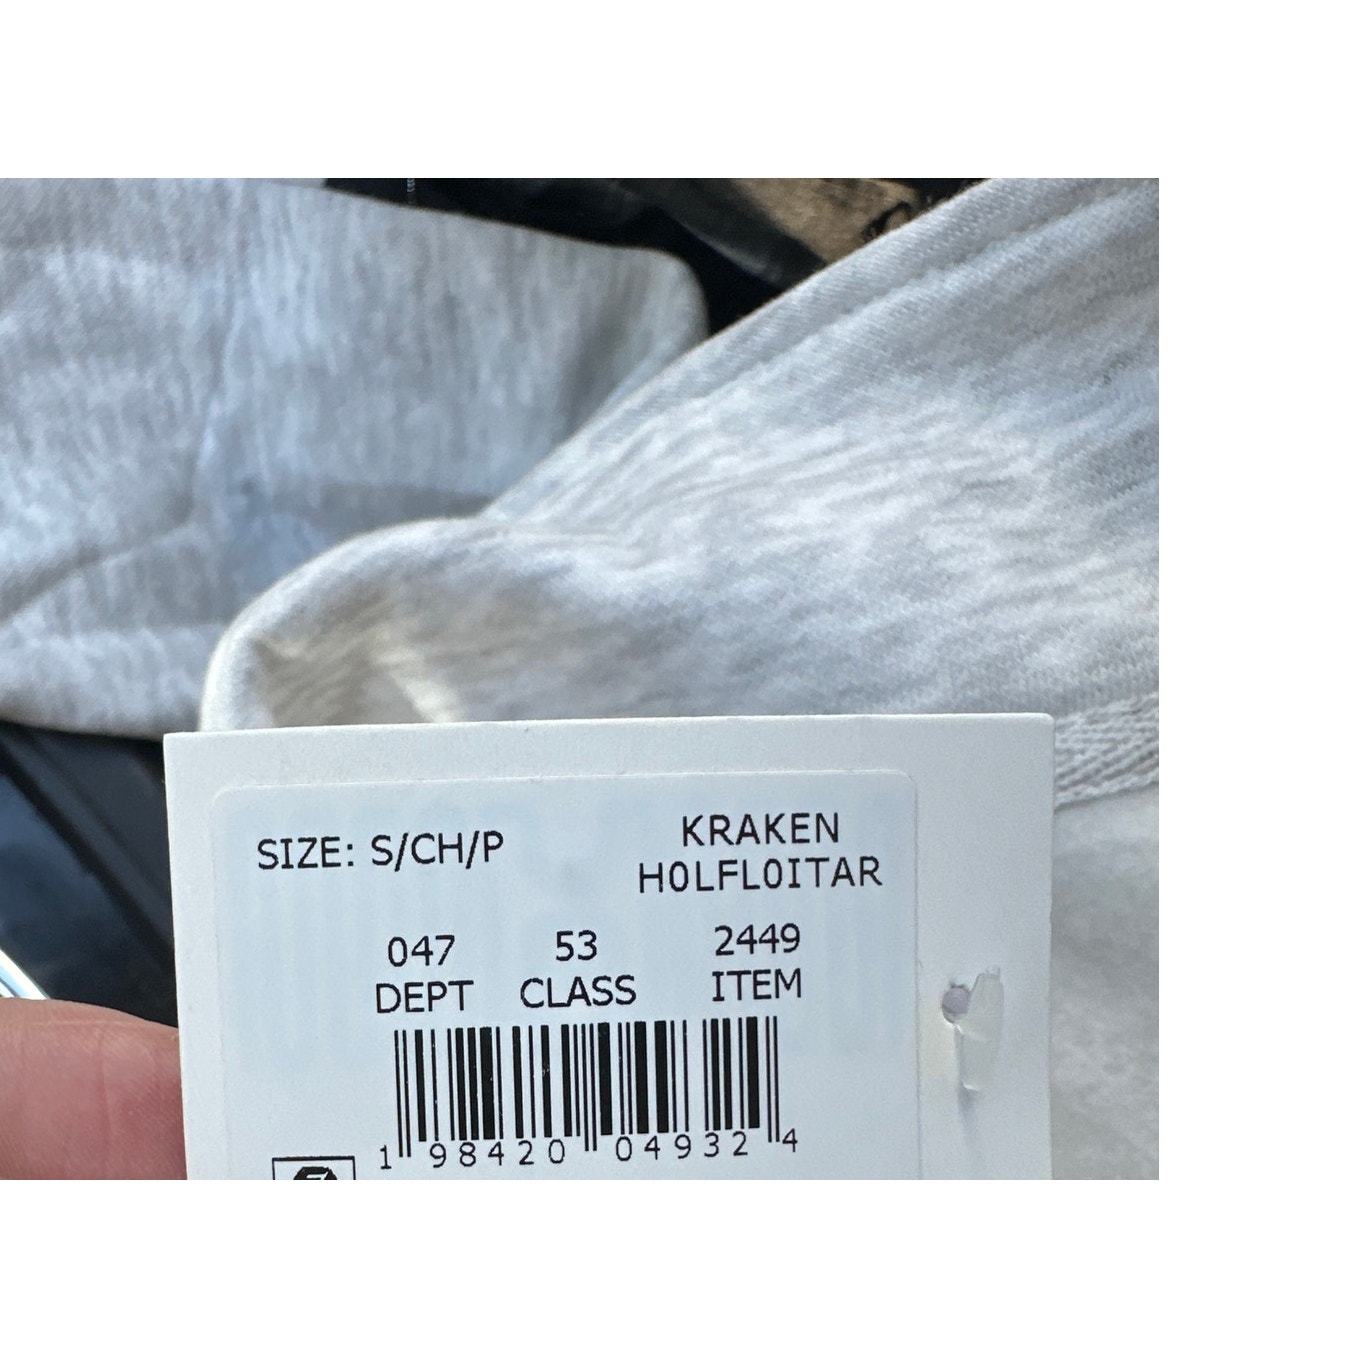 SIZE: S/CH/P
KRAKEN
H0LFL0ITAR
047 53 2449
DEPT CLASS ITEM
1 98420 04932 4